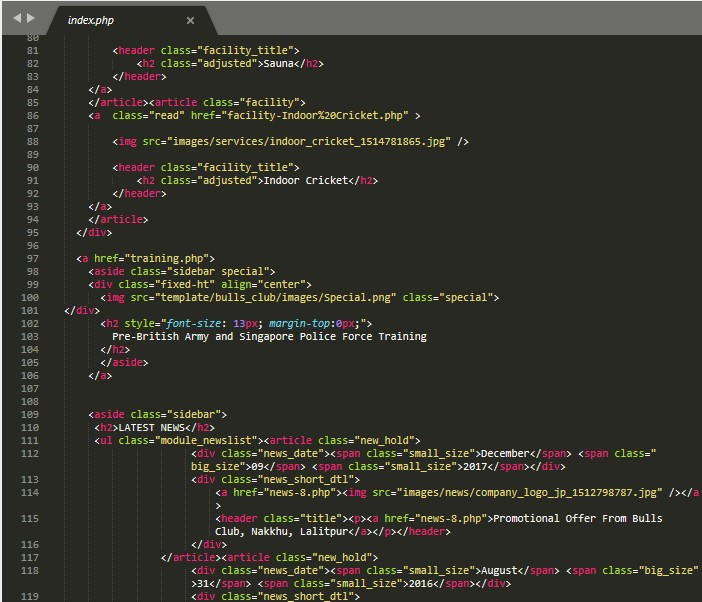 index.php ×
80
81 <header class="facility_title">
82 <h2 class="adjusted">Sauna</h2>
83 </header>
84 </a>
85 </article><article class="facility">
86 <a  class="read" href="facility-Indoor%20Cricket.php" >
87
88 <img src="images/services/indoor_cricket_1514781865.jpg" />
89
90 <header class="facility_title">
91 <h2 class="adjusted">Indoor Cricket</h2>
92 </header>
93 </a>
94 </article>
95 </div>
96
97 <a href="training.php">
98 <aside class="sidebar special">
99 <div class="fixed-ht" align="center">
100 <img src="template/bulls_club/images/Special.png" class="special">
101 </div>
102 <h2 style="font-size: 13px; margin-top:0px;">
103 Pre-British Army and Singapore Police Force Training
104 </h2>
105 </aside>
106 </a>
107
108
109 <aside class="sidebar">
110 <h2>LATEST NEWS</h2>
111 <ul class="module_newslist"><article class="new_hold">
112 <div class="news_date"><span class="small_size">December</span> <span class="
big_size">09</span> <span class="small_size">2017</span></div>
113 <div class="news_short_dtl">
114 <a href="news-8.php"><img src="images/news/company_logo_jp_1512798787.jpg" /></a
>
115 <header class="title"><p><a href="news-8.php">Promotional Offer From Bulls
Club, Nakkhu, Lalitpur</a></p></header>
116 </div>
117 </article><article class="new_hold">
118 <div class="news_date"><span class="small_size">August</span> <span class="big_size"
>31</span> <span class="small_size">2016</span></div>
119 <div class="news_short_dtl">